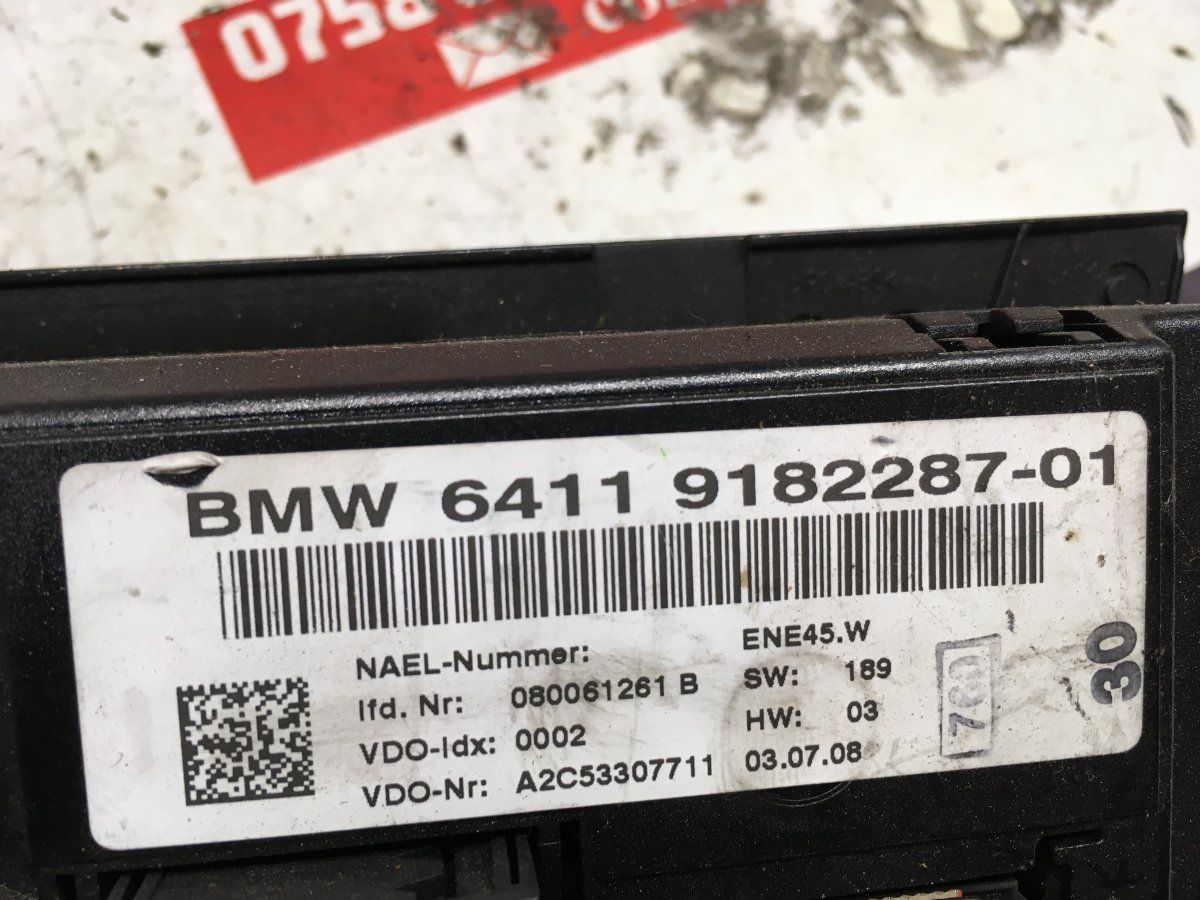 0758
BMW 6411 9182287-01
NAEL-Nummer: ENE45.W
lfd. Nr: 080061261 B SW: 189
VDO-Idx: 0002 HW: 03
VDO-Nr: A2C53307711 03.07.08
30